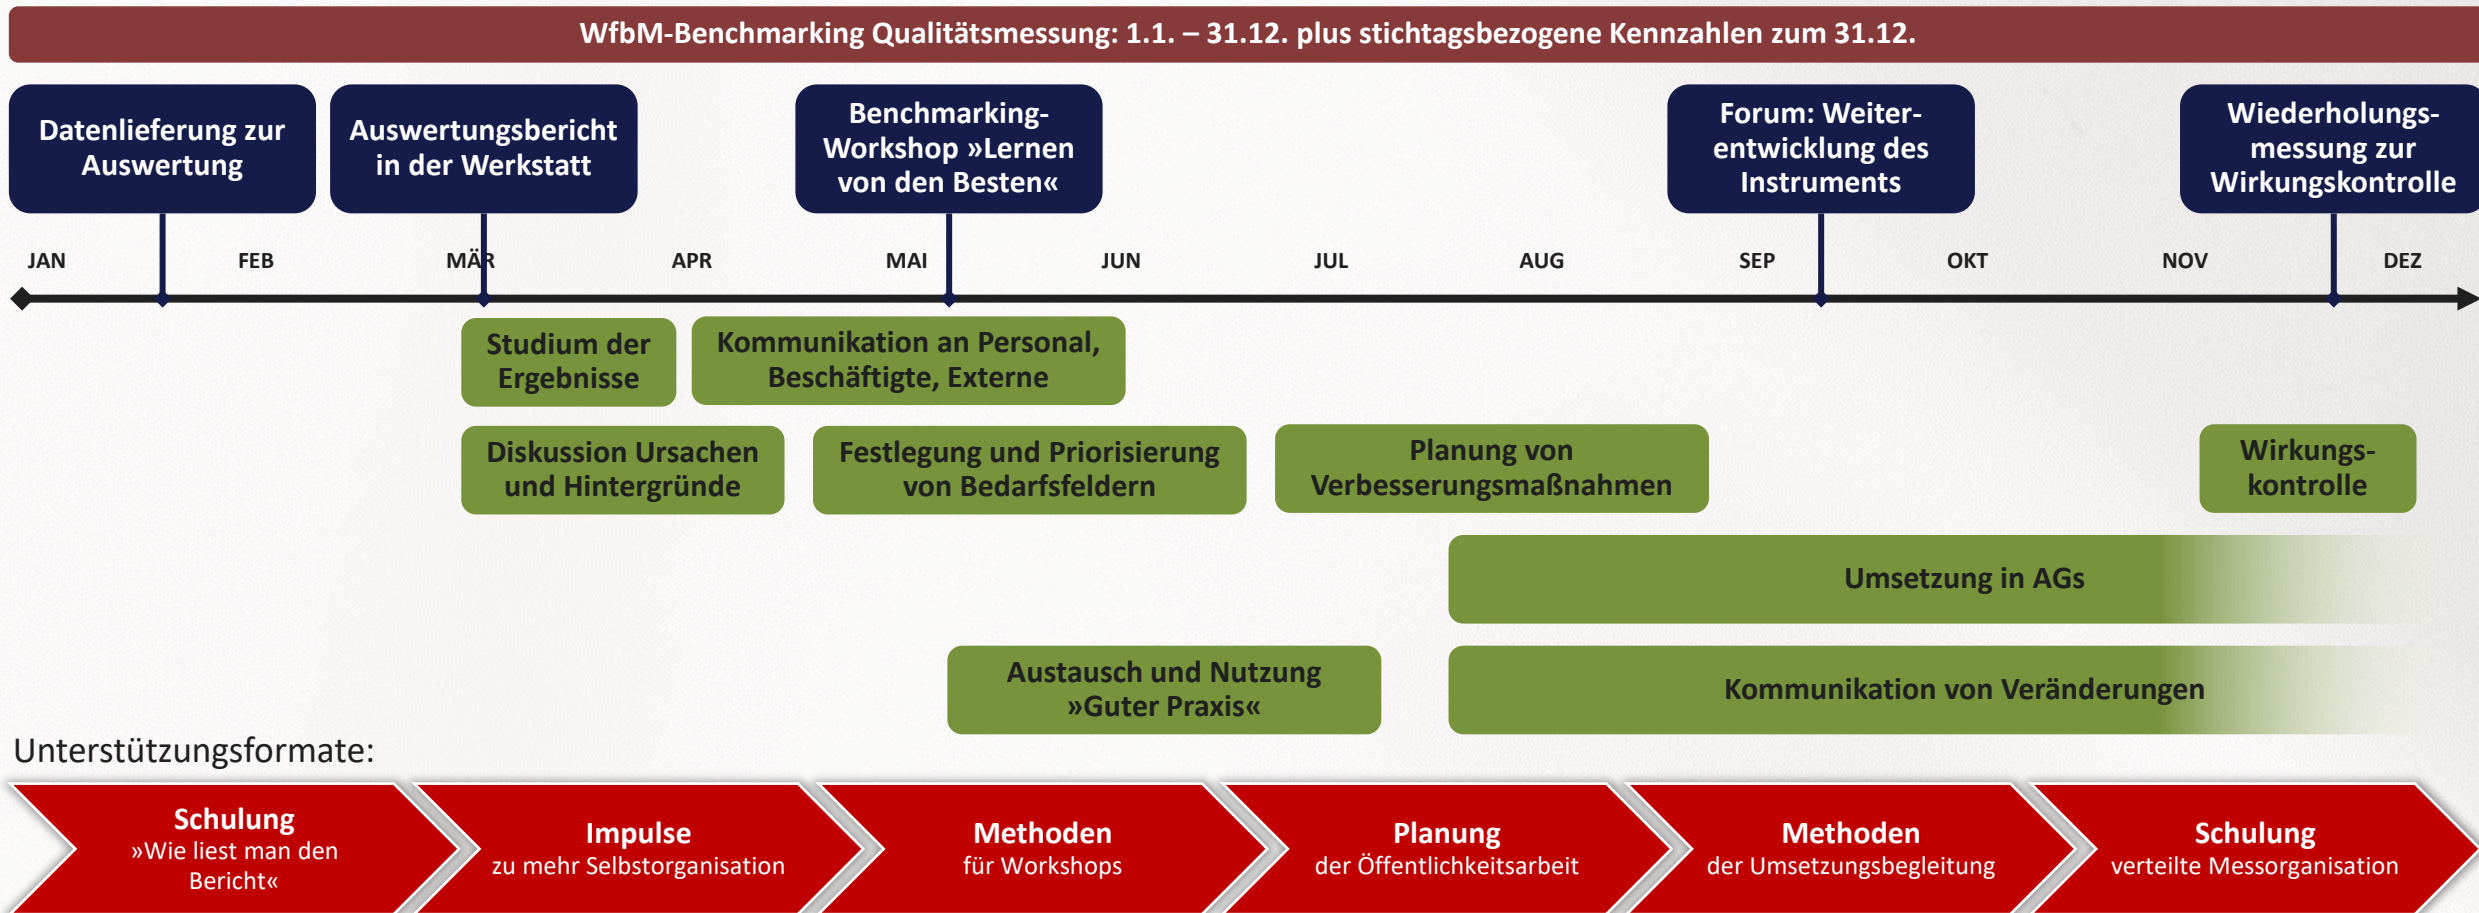 WfbM-Benchmarking Qualitätsmessung: 1.1. – 31.12. plus stichtagsbezogene Kennzahlen zum 31.12.
Datenlieferung zur
Auswertung
Auswertungsbericht
in der Werkstatt
Benchmarking-
Workshop »Lernen
von den Besten«
Forum: Weiter-
entwicklung des
Instruments
Wiederholungs-
messung zur
Wirkungskontrolle
JAN FEB MÄR APR MAI JUN JUL AUG SEP OKT NOV DEZ
Studium der
Ergebnisse
Kommunikation an Personal,
Beschäftigte, Externe
Diskussion Ursachen
und Hintergründe
Festlegung und Priorisierung
von Bedarfsfeldern
Planung von
Verbesserungsmaßnahmen
Wirkungs-
kontrolle
Umsetzung in AGs
Austausch und Nutzung
»Guter Praxis«
Kommunikation von Veränderungen
Unterstützungsformate:
Schulung
»Wie liest man den
Bericht«
Impulse
zu mehr Selbstorganisation
Methoden
für Workshops
Planung
der Öffentlichkeitsarbeit
Methoden
der Umsetzungsbegleitung
Schulung
verteilte Messorganisation